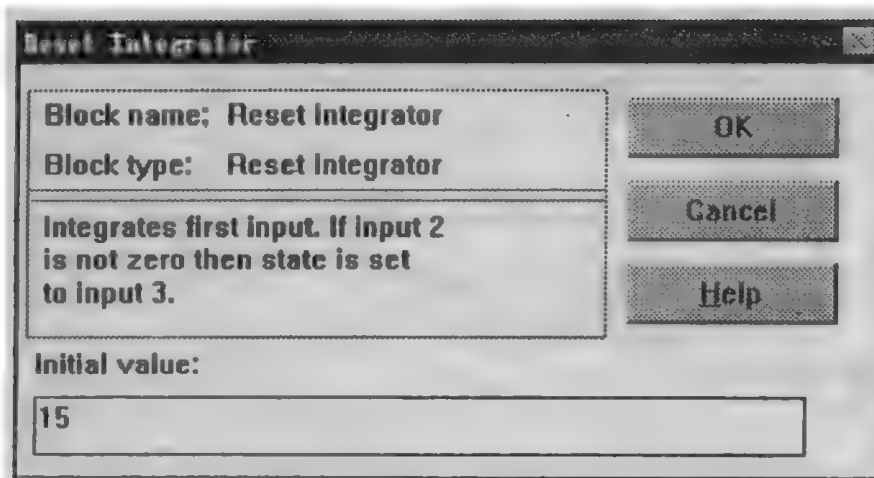 Reset Integrator
Block name: Reset Integrator
Block type: Reset Integrator
Integrates first input. If input 2
is not zero then state is set
to input 3.
OK
Cancel
Help
Initial value:
15